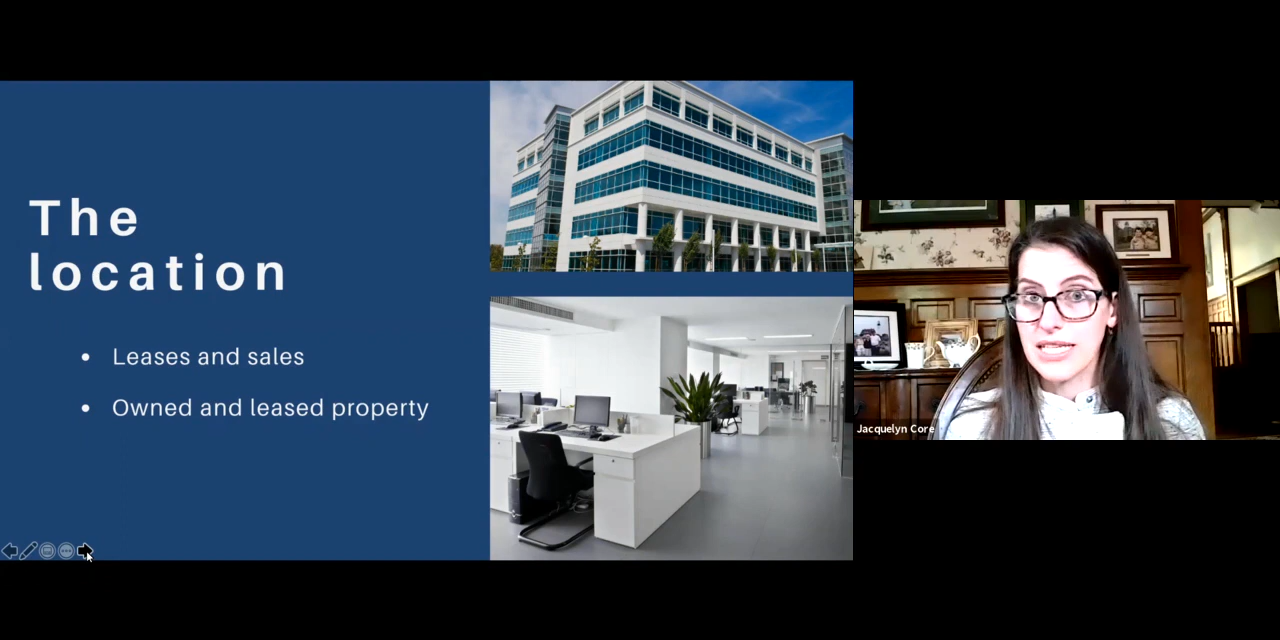 The
location
• Leases and sales
• Owned and leased property
Jacquelyn Core